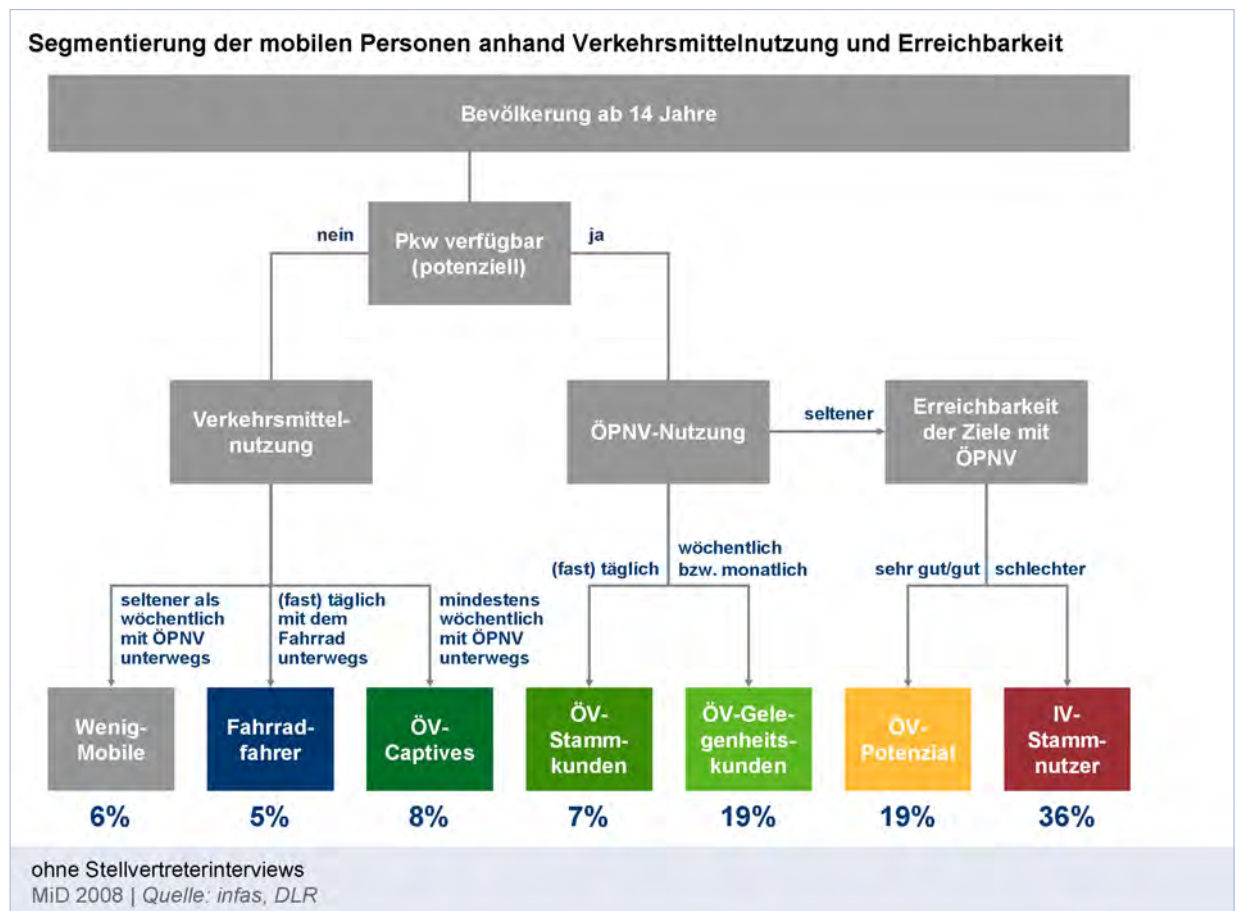 Segmentierung der mobilen Personen anhand Verkehrsmittelnutzung und Erreichbarkeit
Bevölkerung ab 14 Jahre
nein
Pkw verfügbar
(potenziell)
ja
Verkehrsmittel-
nutzung
ÖPNV-Nutzung
seltener
Erreichbarkeit
der Ziele mit
ÖPNV
(fast) täglich
wöchentlich
bzw. monatlich
sehr gut/gut
schlechter
seltener als
wöchentlich
mit ÖPNV
unterwegs
(fast) täglich
mit dem
Fahrrad
unterwegs
mindestens
wöchentlich
mit ÖPNV
unterwegs
Wenig-
Mobile
Fahrrad-
fahrer
ÖV-
Captives
ÖV-
Stamm-
kunden
ÖV-Gele-
genheits-
kunden
ÖV-
Potenzial
IV-
Stamm-
nutzer
6%
5%
8%
7%
19%
19%
36%
ohne Stellvertreterinterviews
MiD 2008 | Quelle: infas, DLR